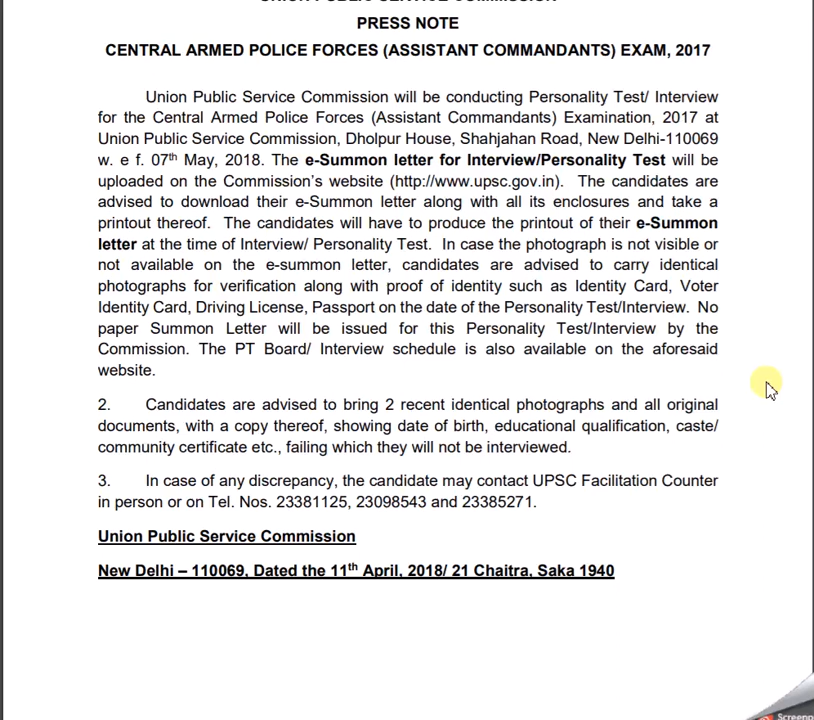 PRESS NOTE
CENTRAL ARMED POLICE FORCES (ASSISTANT COMMANDANTS) EXAM, 2017
Union Public Service Commission will be conducting Personality Test/ Interview
for the Central Armed Police Forces (Assistant Commandants) Examination, 2017 at
Union Public Service Commission, Dholpur House, Shahjahan Road, New Delhi-110069
w. e f. 07th May, 2018. The e-Summon letter for Interview/Personality Test will be
uploaded on the Commission's website (http://www.upsc.gov.in). The candidates are
advised to download their e-Summon letter along with all its enclosures and take a
printout thereof. The candidates will have to produce the printout of their e-Summon
letter at the time of Interview/ Personality Test. In case the photograph is not visible or
not available on the e-summon letter, candidates are advised to carry identical
photographs for verification along with proof of identity such as Identity Card, Voter
Identity Card, Driving License, Passport on the date of the Personality Test/Interview. No
paper Summon Letter will be issued for this Personality Test/Interview by the
Commission. The PT Board/ Interview schedule is also available on the aforesaid
website.
2. Candidates are advised to bring 2 recent identical photographs and all original
documents, with a copy thereof, showing date of birth, educational qualification, caste/
community certificate etc., failing which they will not be interviewed.
3. In case of any discrepancy, the candidate may contact UPSC Facilitation Counter
in person or on Tel. Nos. 23381125, 23098543 and 23385271.
Union Public Service Commission
New Delhi – 110069, Dated the 11th April, 2018/ 21 Chaitra, Saka 1940